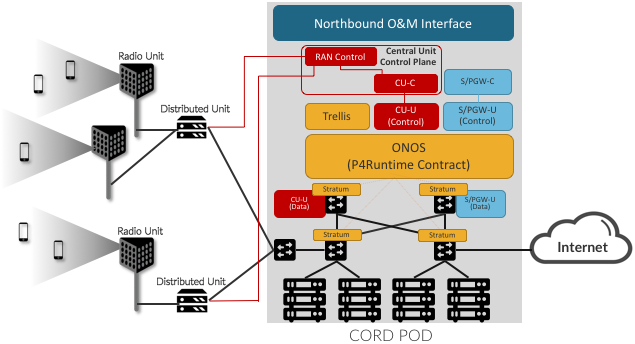 Northbound O&M Interface
Radio Unit
RAN Control
Central Unit
Control Plane
CU-C
S/PGW-C
Distributed Unit
Trellis
CU-U
(Control)
S/PGW-U
(Control)
ONOS
(P4Runtime Contract)
Stratum
Stratum
CU-U
(Data)
S/PGW-U
(Data)
Radio Unit
Stratum
Stratum
Internet
Distributed Unit
CORD POD